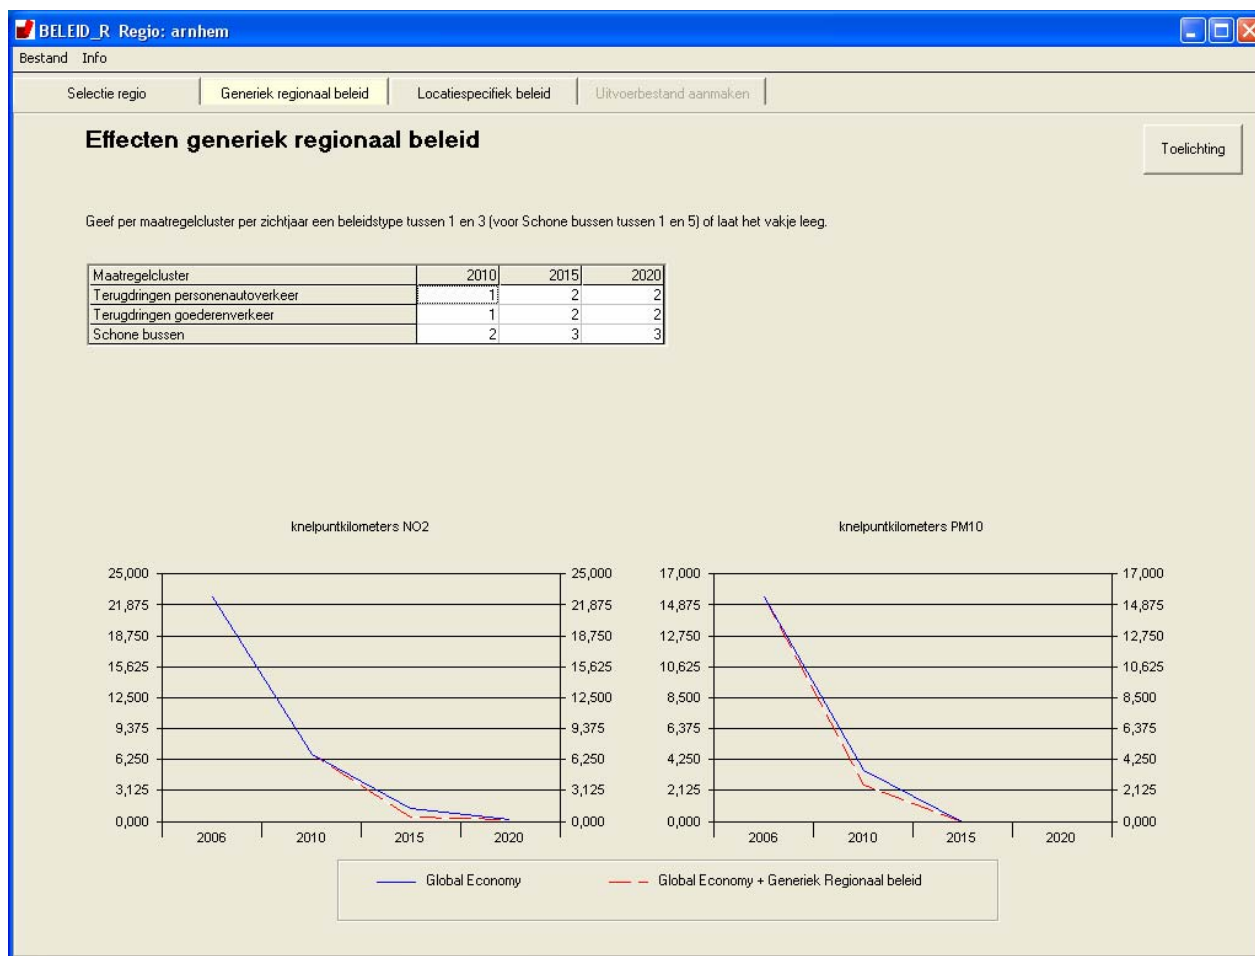 BELEID_R Regio: arnhem
Bestand Info
Selectie regio Generiek regionaal beleid Locatiespecifiek beleid Uitvoerbestand aanmaken
Effecten generiek regionaal beleid
Toelichting
Geef per maatregelcluster per zichtjaar een beleidstype tussen 1 en 3 (voor Schone bussen tussen 1 en 5) of laat het vakje leeg.
Maatregelcluster 2010 2015 2020
Terugdringen personenautoverkeer 1 2 2
Terugdringen goederenverkeer 1 2 2
Schone bussen 2 3 3
knelpuntkilometers NO2
25,000 25,000
21,875 21,875
18,750 18,750
15,625 15,625
12,500 12,500
9,375 9,375
6,250 6,250
3,125 3,125
0,000 0,000
2006 2010 2015 2020
knelpuntkilometers PM10
17,000 17,000
14,875 14,875
12,750 12,750
10,625 10,625
8,500 8,500
6,375 6,375
4,250 4,250
2,125 2,125
0,000 0,000
2006 2010 2015 2020
Global Economy Global Economy + Generiek Regionaal beleid